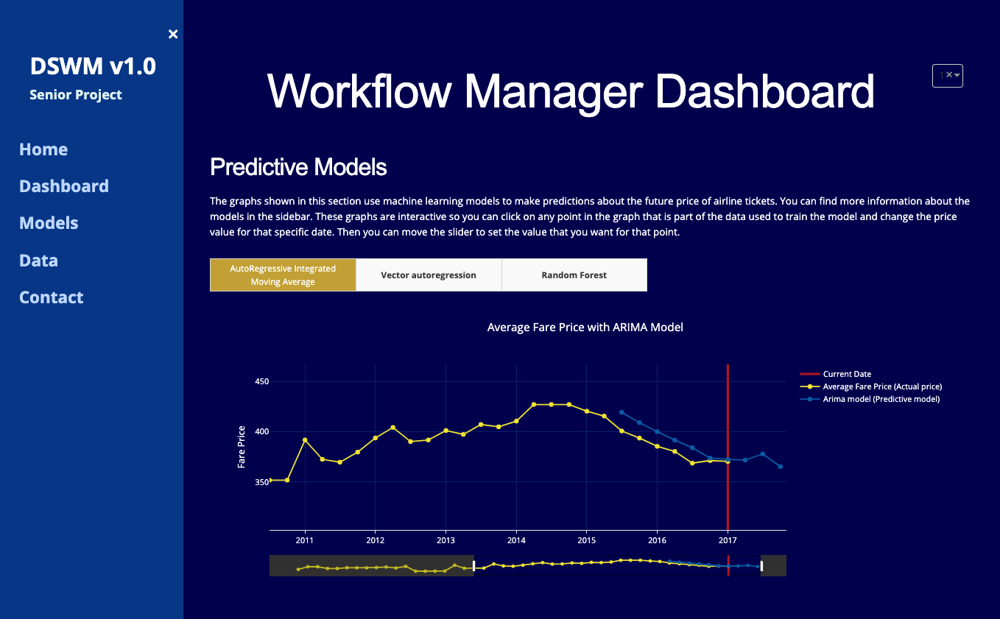 ×
DSWM v1.0
Senior Project
Home
Dashboard
Models
Data
Contact
Workflow Manager Dashboard
1 ×
Predictive Models
The graphs shown in this section use machine learning models to make predictions about the future price of airline tickets. You can find more information about the
models in the sidebar. These graphs are interactive so you can click on any point in the graph that is part of the data used to train the model and change the price
value for that specific date. Then you can move the slider to set the value that you want for that point.
AutoRegressive Integrated
Moving Average
Vector autoregression
Random Forest
Average Fare Price with ARIMA Model
Fare Price
450
400
350
2011 2012 2013 2014 2015 2016 2017
Current Date
Average Fare Price (Actual price)
Arima model (Predictive model)